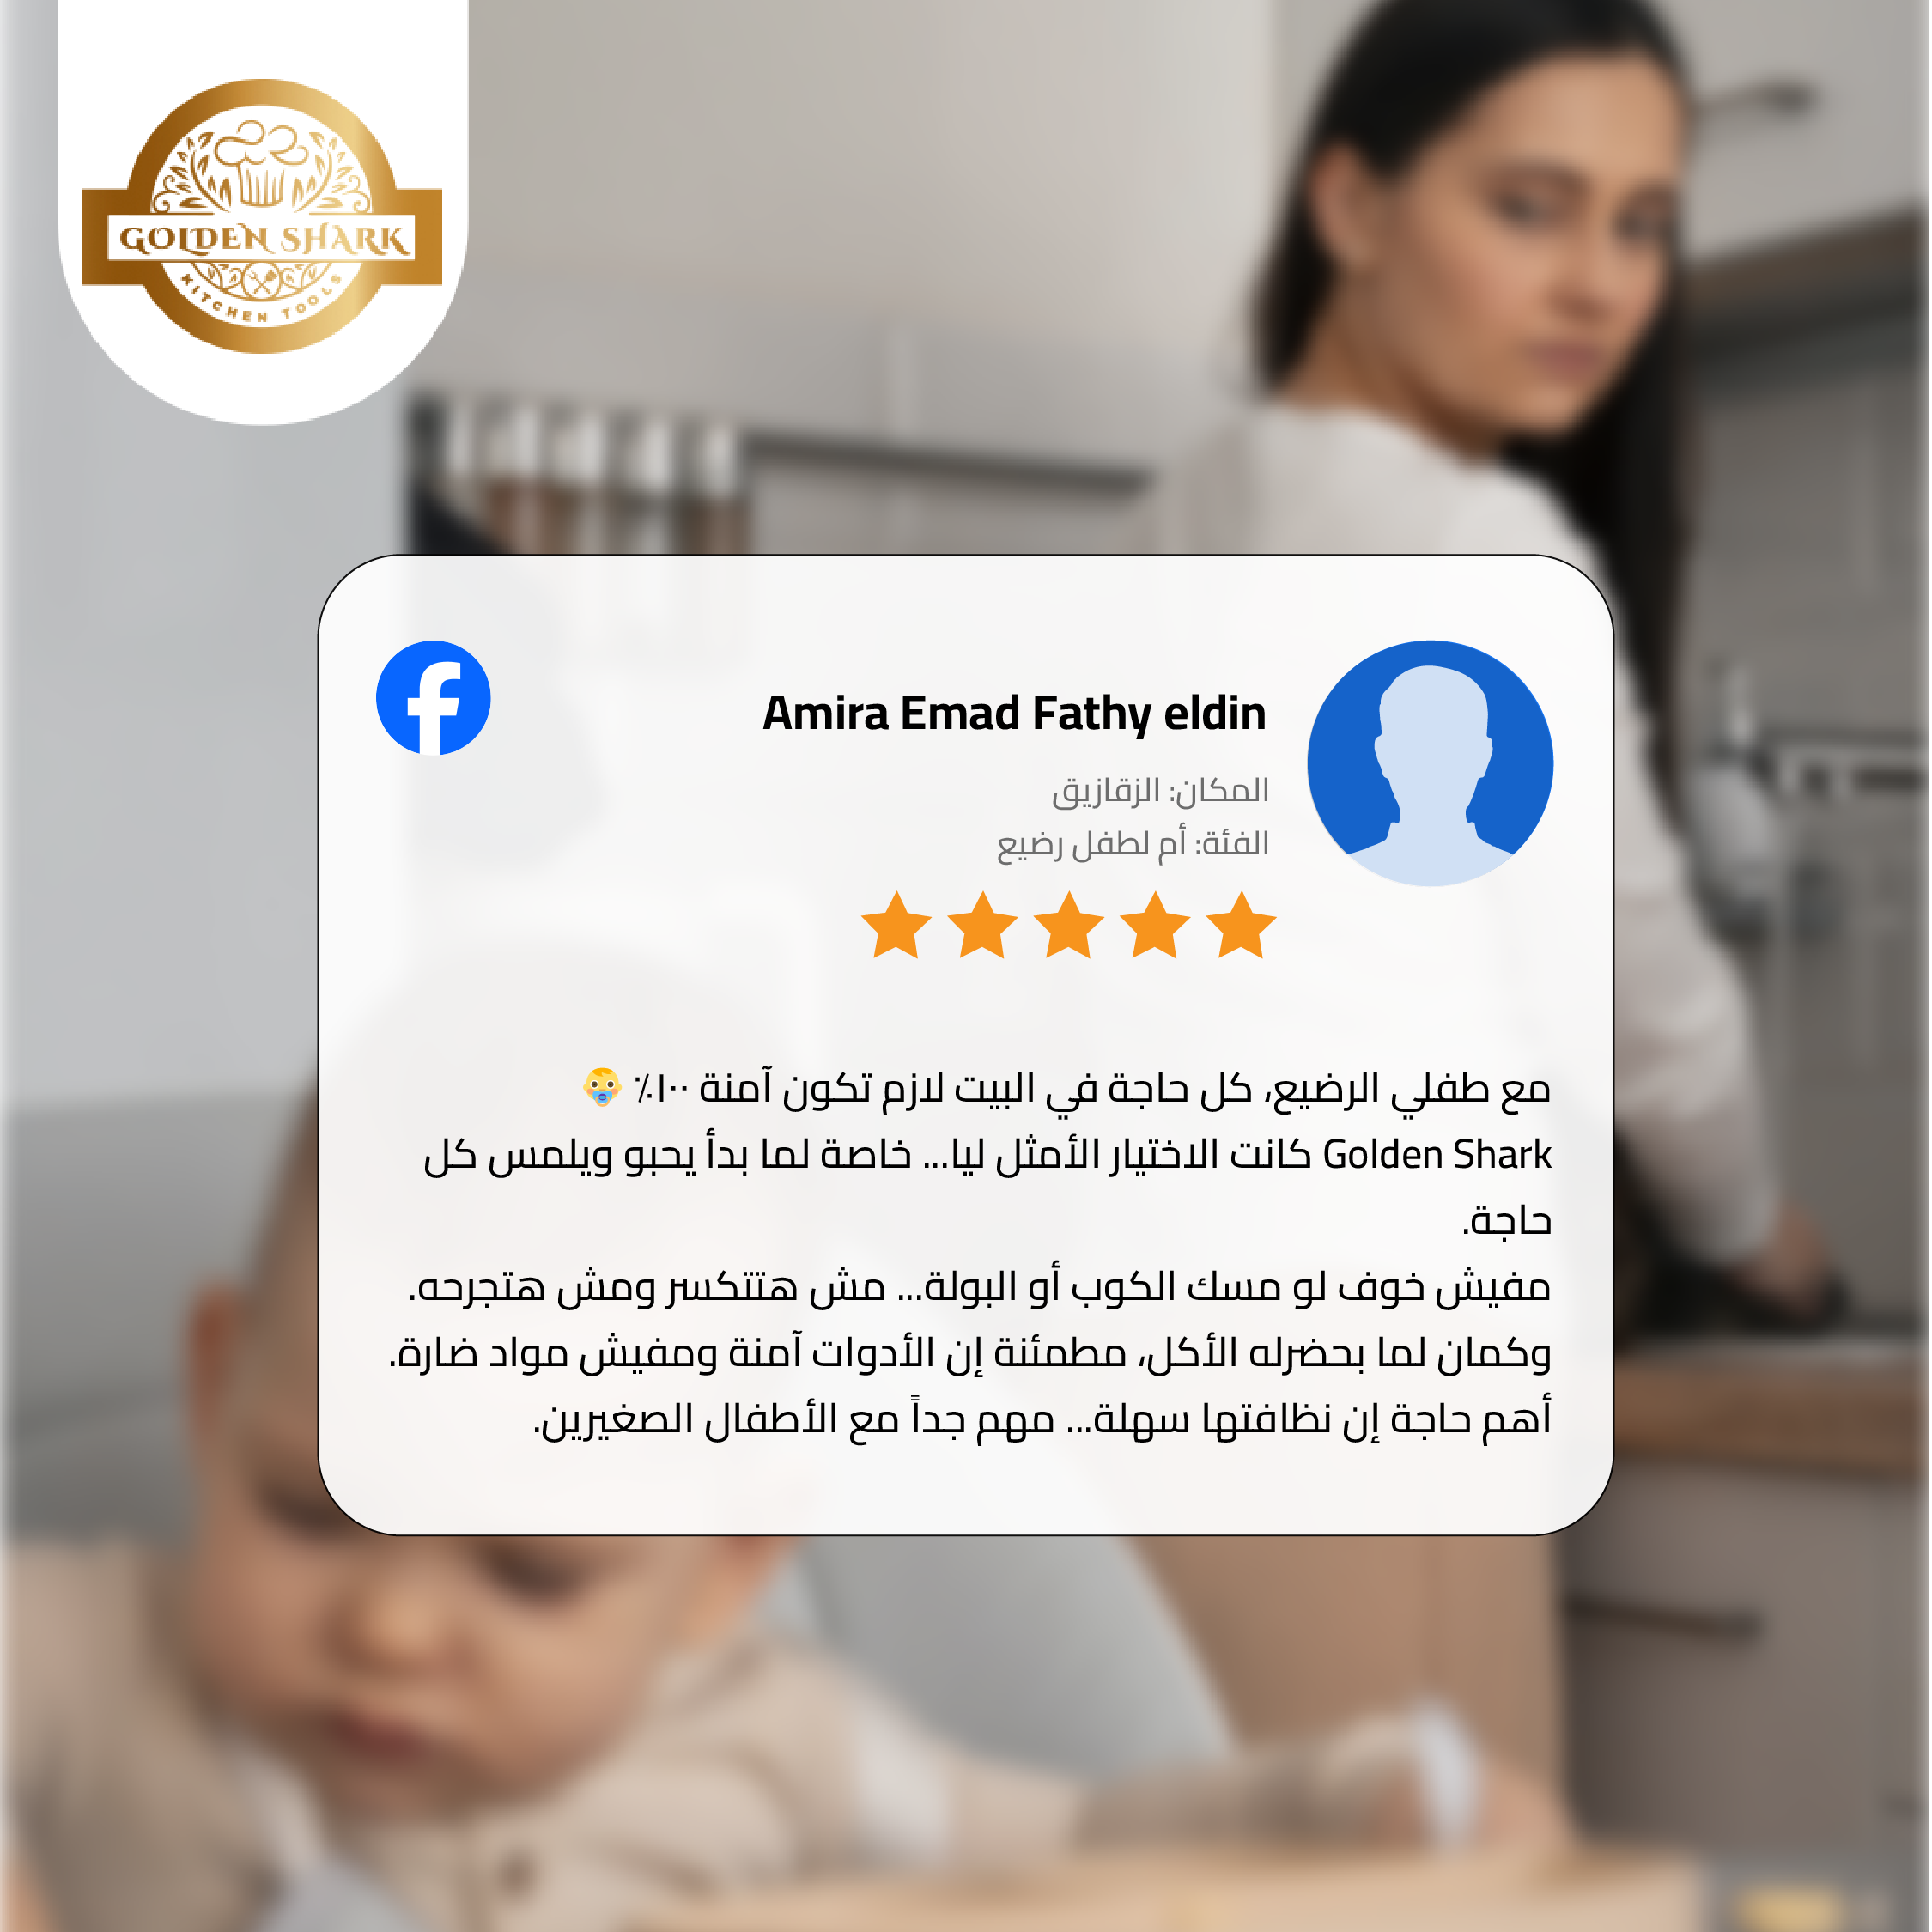 GOLDEN SHARK
KITCHEN TOOLS
Amira Emad Fathy eldin
المكان: الزقازيق
الفئة: أم لطفل رضيع
مع طفلي الرضيع، كل حاجة في البيت لازم تكون آمنة ١٠٠٪ 👶
Golden Shark كانت الاختيار الأمثل ليا... خاصة لما بدأ يحبو ويلمس كل
حاجة.
مفيش خوف لو مسك الكوب أو البولة... مش هتتكسر ومش هتجرحه.
وكمان لما بحضرله الأكل، مطمئنة إن الأدوات آمنة ومفيش مواد ضارة.
أهم حاجة إن نظافتها سهلة... مهم جداً مع الأطفال الصغيرين.